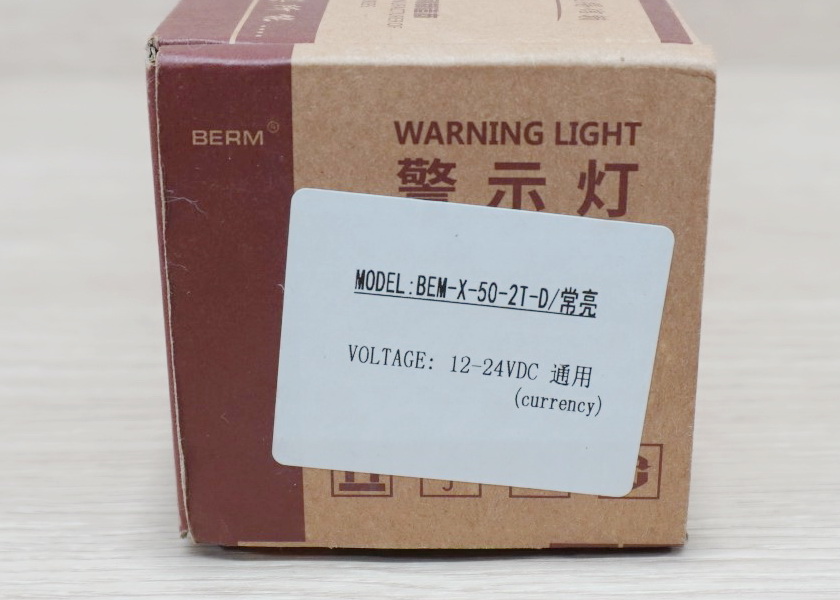 BERM®
WARNING LIGHT
警示灯
MODEL:BEM-X-50-2T-D/常亮
VOLTAGE: 12-24VDC 通用
(currency)